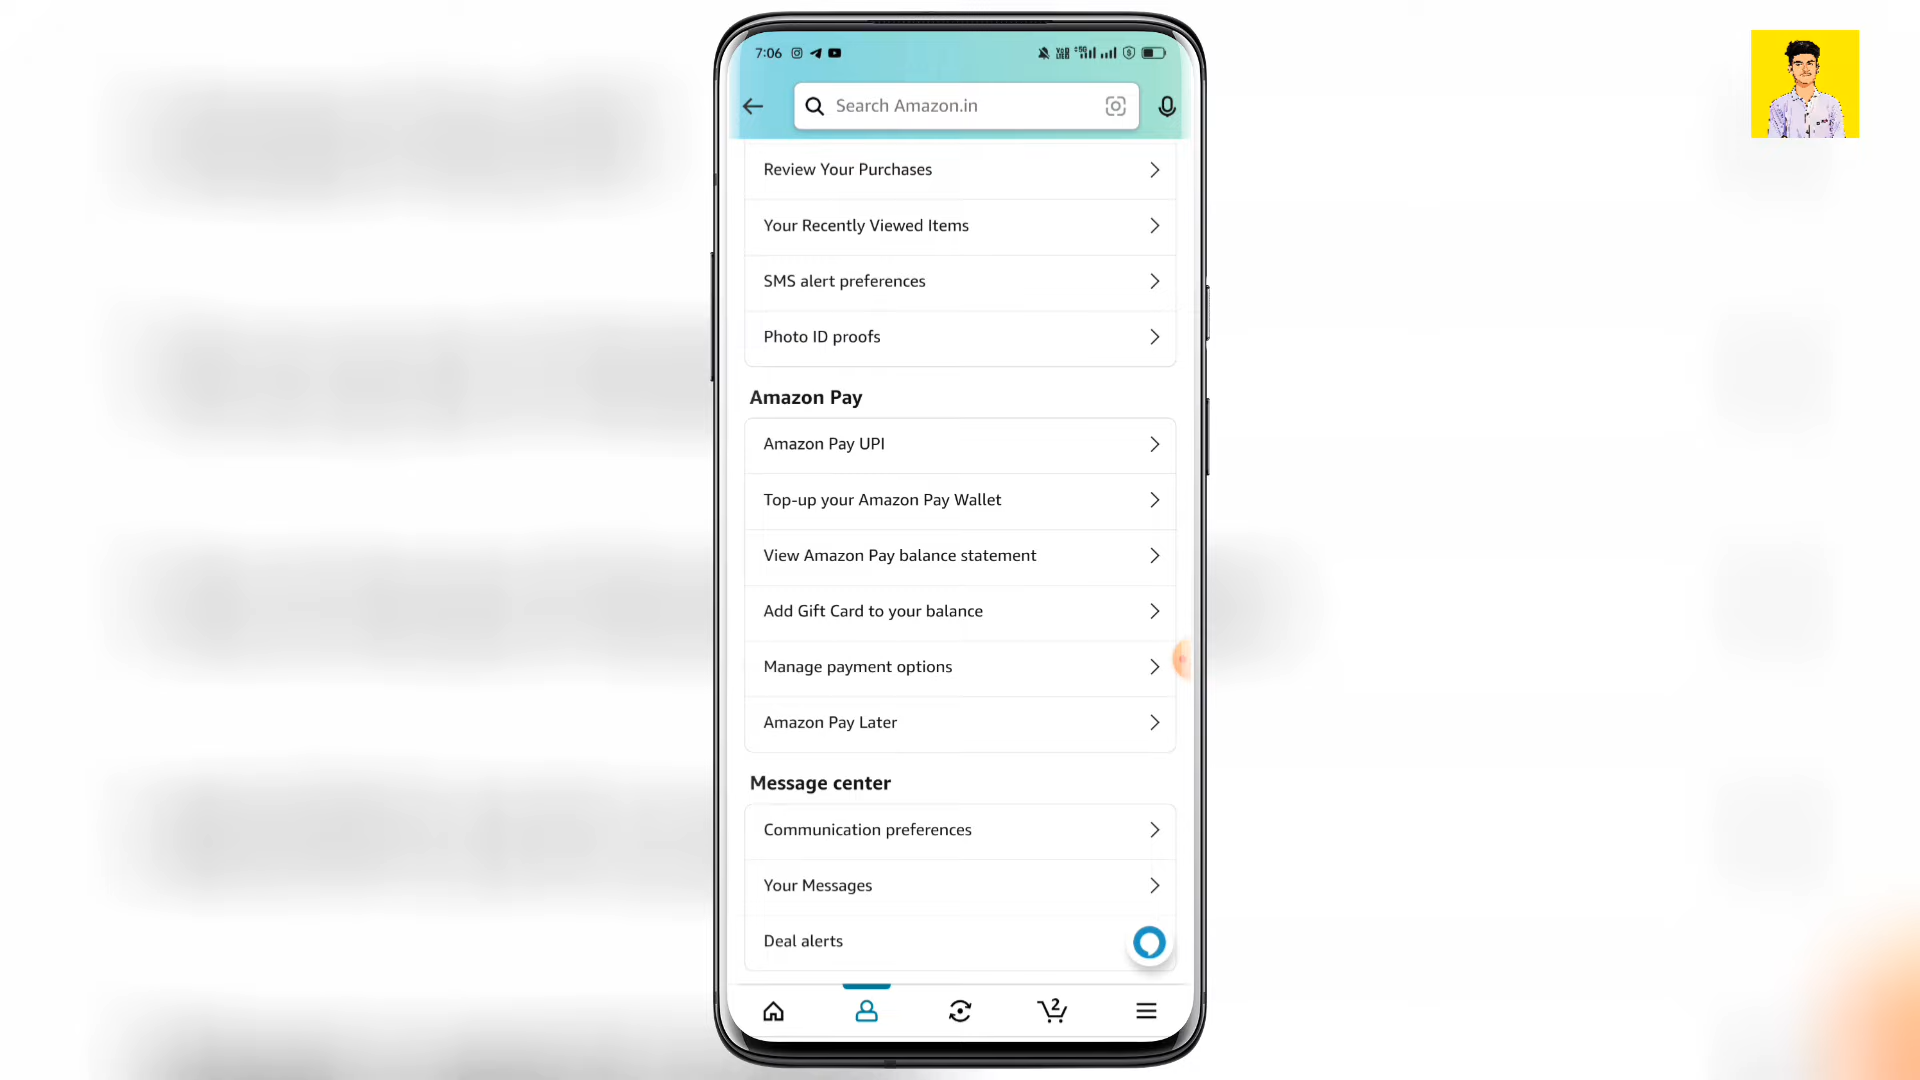 7:06
Search Amazon.in
Review Your Purchases
Your Recently Viewed Items
SMS alert preferences
Photo ID proofs
Amazon Pay
Amazon Pay UPI
Top-up your Amazon Pay Wallet
View Amazon Pay balance statement
Add Gift Card to your balance
Manage payment options
Amazon Pay Later
Message center
Communication preferences
Your Messages
Deal alerts
2